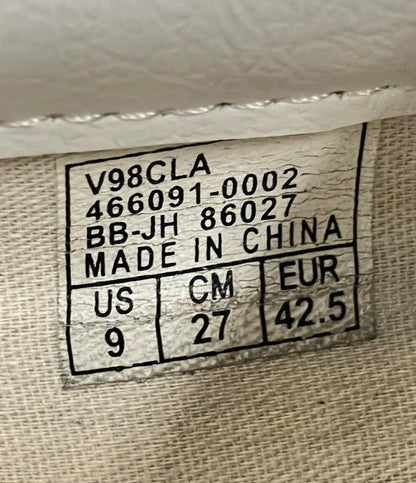 V98CLA
466091-0002
BB-JH 86027
MADE IN CHINA
US CM EUR
9 27 42.5